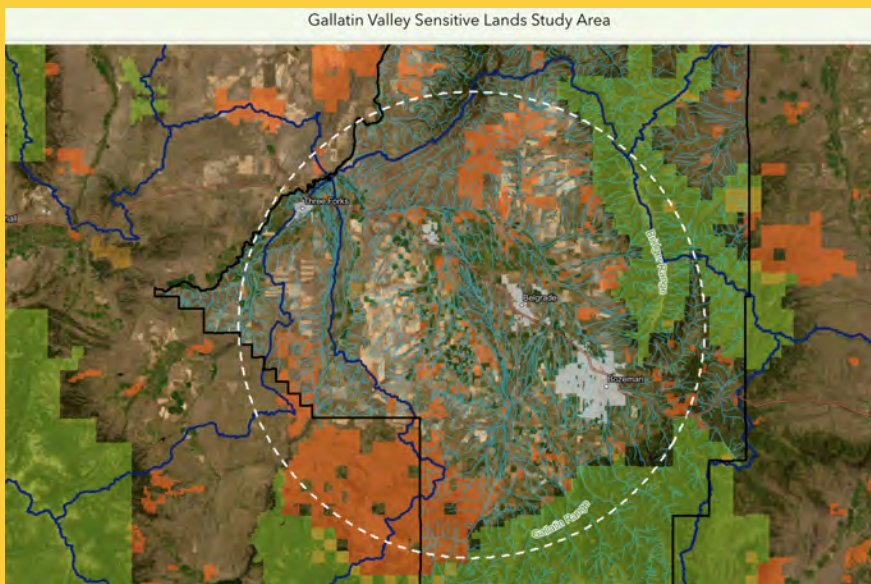 Gallatin Valley Sensitive Lands Study Area
Three Forks
Bridger Range
Belgrade
Bozeman
Gallatin Range